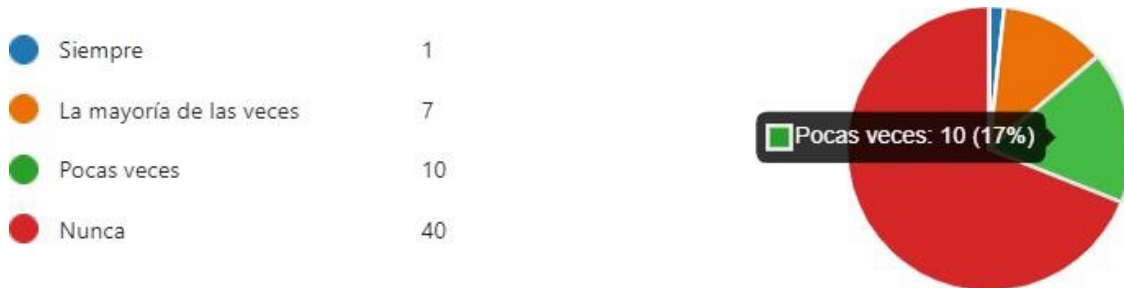 Siempre 1
La mayoría de las veces 7
Pocas veces 10
Nunca 40
Pocas veces: 10 (17%)